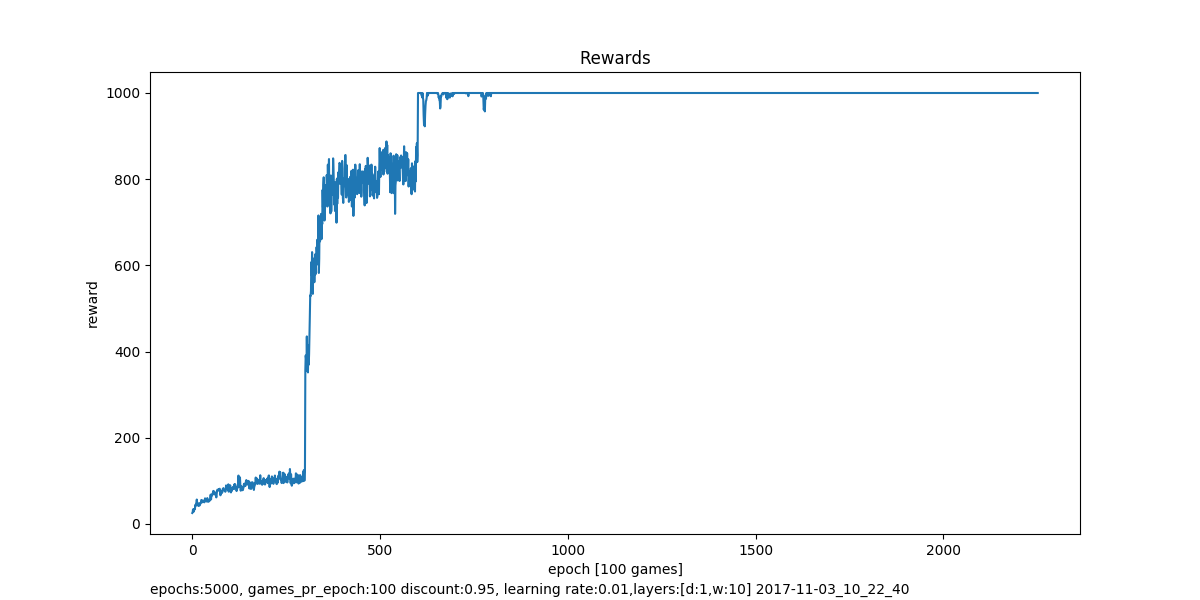 Rewards
1000
800
600
400
200
0
reward
0 500 1000 1500 2000
epoch [100 games]
epochs:5000, games_pr_epoch:100 discount:0.95, learning rate:0.01,layers:[d:1,w:10] 2017-11-03_10_22_40